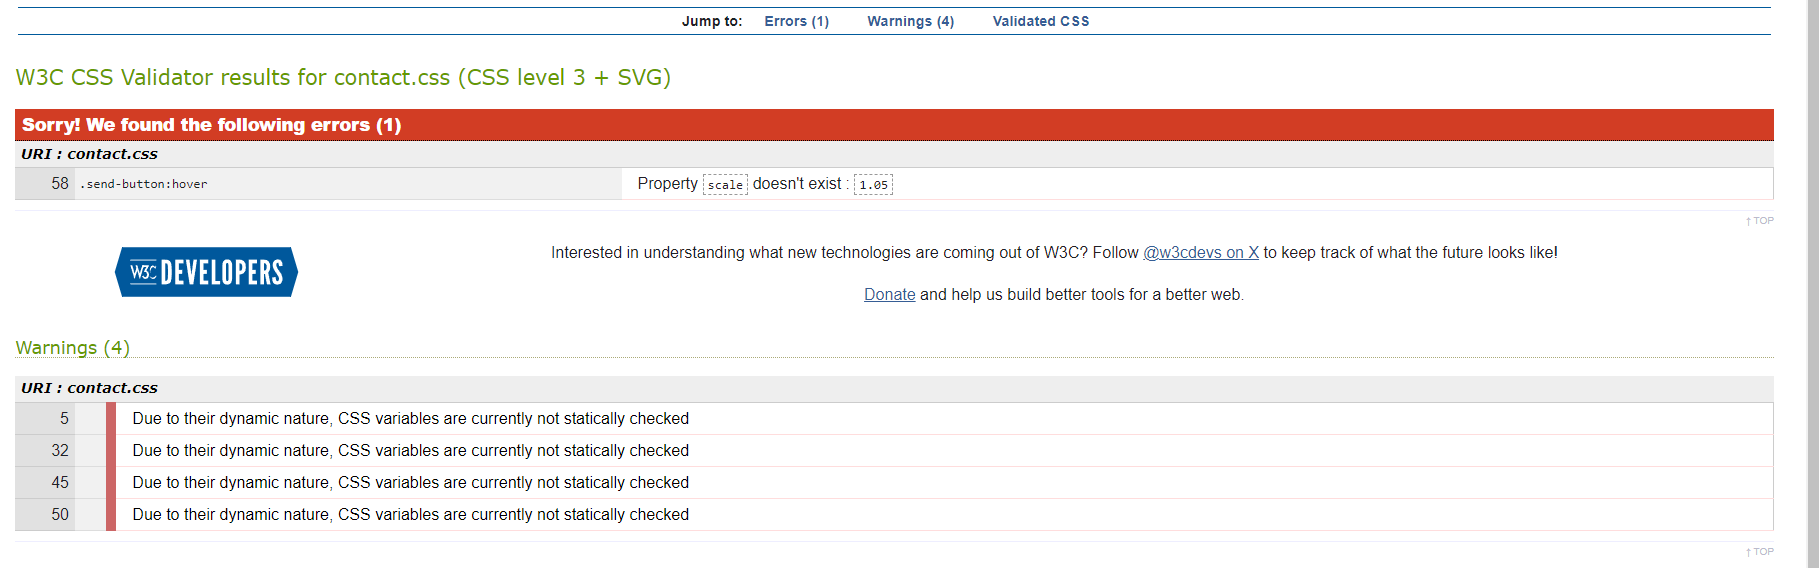 Jump to: Errors (1) Warnings (4) Validated CSS
W3C CSS Validator results for contact.css (CSS level 3 + SVG)
Sorry! We found the following errors (1)
URI : contact.css
58 .send-button:hover Property scale doesn't exist : 1.05
↑ TOP
W3C DEVELOPERS
Interested in understanding what new technologies are coming out of W3C? Follow @w3cdevs on X to keep track of what the future looks like!
Donate and help us build better tools for a better web.
Warnings (4)
URI : contact.css
5 Due to their dynamic nature, CSS variables are currently not statically checked
32 Due to their dynamic nature, CSS variables are currently not statically checked
45 Due to their dynamic nature, CSS variables are currently not statically checked
50 Due to their dynamic nature, CSS variables are currently not statically checked
↑ TOP